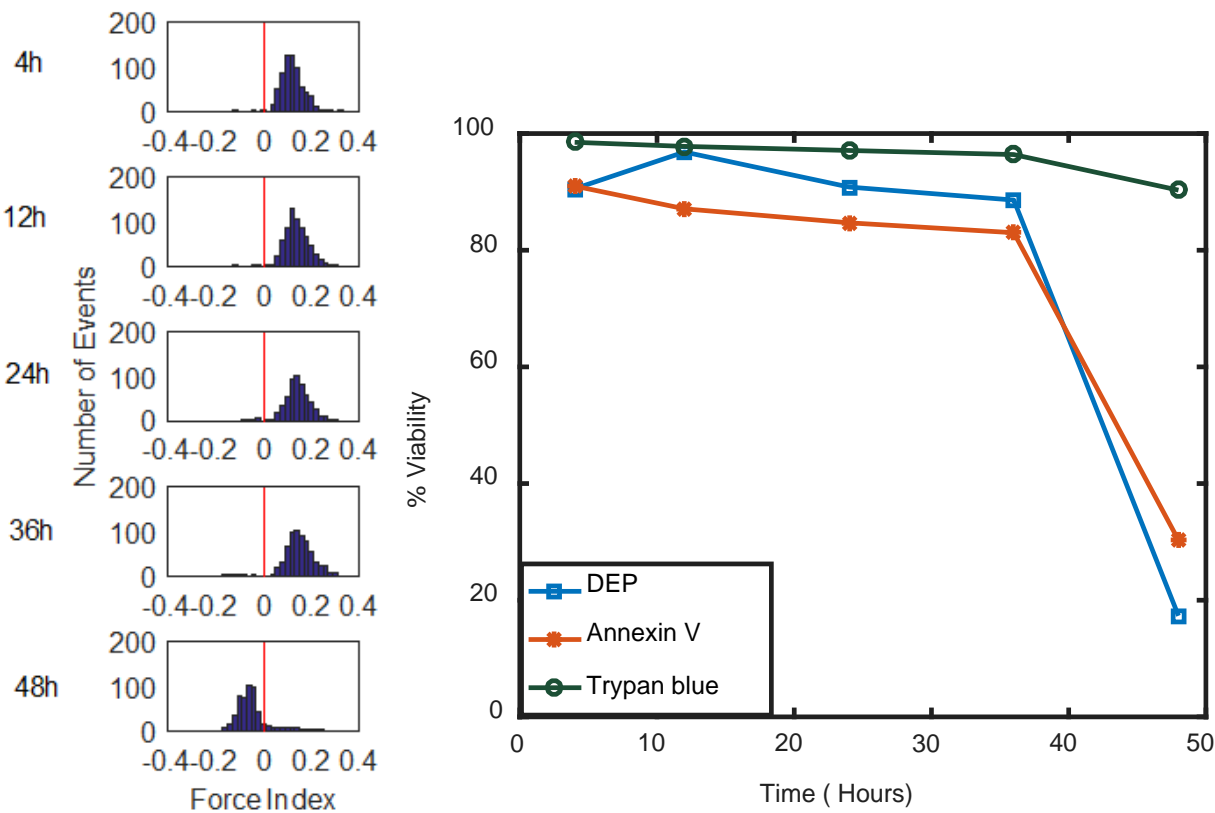 4h
200
100
0
-0.4-0.2 0 0.2 0.4
12h
200
100
0
-0.4-0.2 0 0.2 0.4
24h
200
100
0
-0.4-0.2 0 0.2 0.4
36h
200
100
0
-0.4-0.2 0 0.2 0.4
48h
200
100
0
-0.4-0.2 0 0.2 0.4
Number of Events
Force Index
100
80
60
40
20
0
% Viability
DEP
Annexin V
Trypan blue
0 10 20 30 40 50
Time ( Hours)